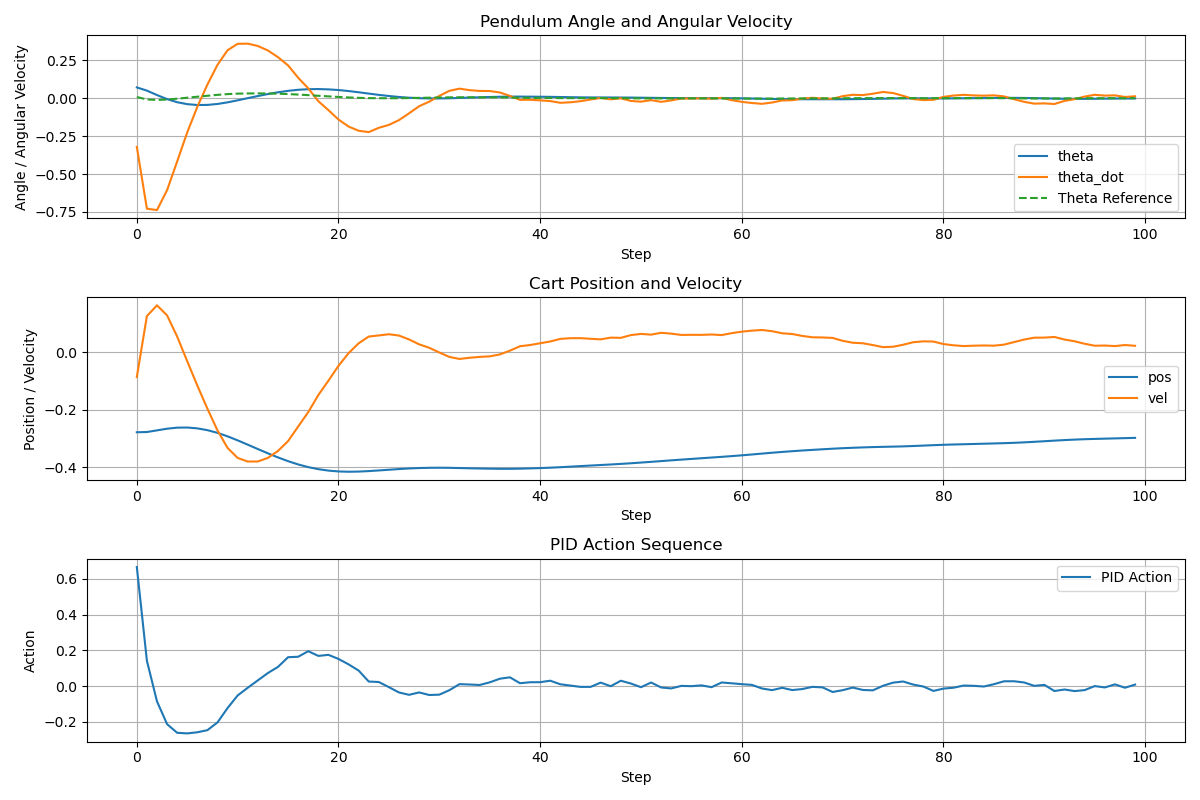 Pendulum Angle and Angular Velocity
Angle / Angular Velocity
0.25
0.00
−0.25
−0.50
−0.75
theta
theta_dot
Theta Reference
0 20 40 60 80 100
Step
Cart Position and Velocity
Position / Velocity
0.0
−0.2
−0.4
pos
vel
0 20 40 60 80 100
Step
PID Action Sequence
Action
0.6
0.4
0.2
0.0
−0.2
PID Action
0 20 40 60 80 100
Step